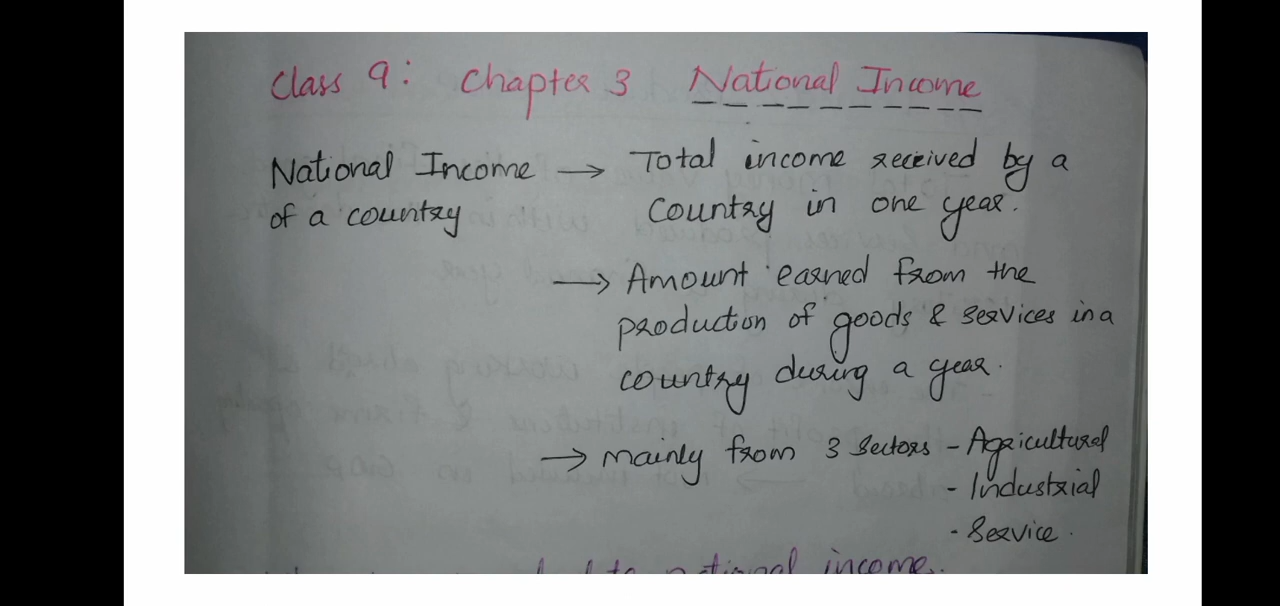 Class 9: Chapter 3 National Income
National Income → Total income received by a
of a country country in one year.
→ Amount earned from the
production of goods & services in a
country during a year.
→ mainly from 3 sectors - Agricultural
- Industrial
- Service.
to national income.